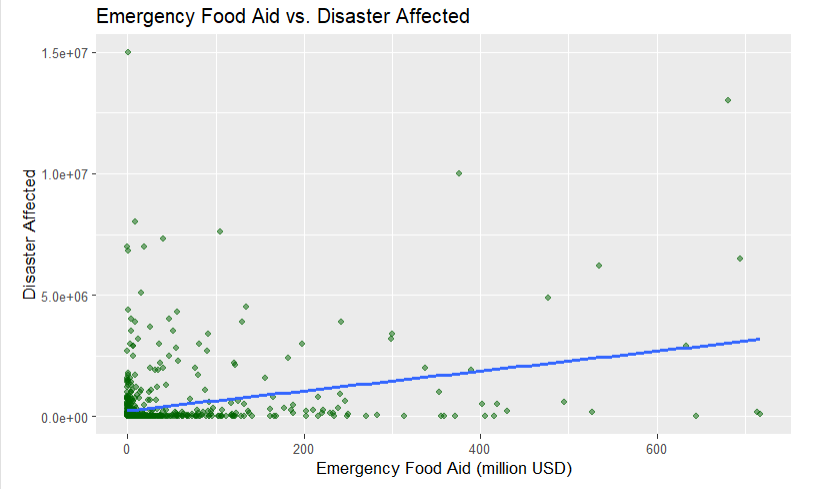 Emergency Food Aid vs. Disaster Affected
1.5e+07
1.0e+07
5.0e+06
0.0e+00
Disaster Affected
0 200 400 600
Emergency Food Aid (million USD)